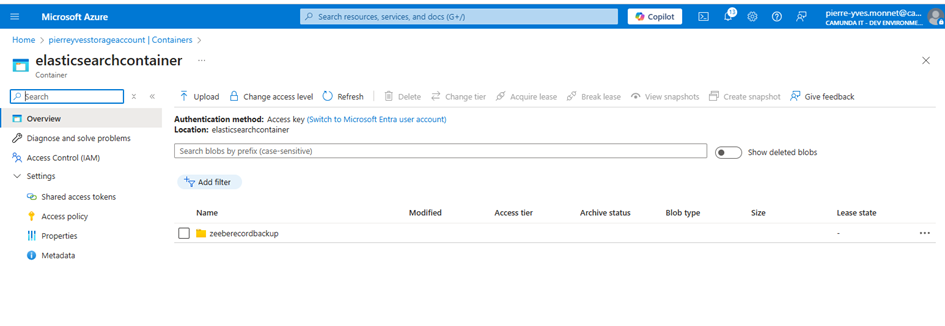 Microsoft Azure
Search resources, services, and docs (G+/)
Copilot
13
pierre-yves.monnet@ca...
CAMUNDA IT - DEV ENVIRONME...
Home > pierreyvesstorageaccount | Containers >
elasticsearchcontainer ...
Container
Search
Upload Change access level Refresh Delete Change tier Acquire lease Break lease View snapshots Create snapshot Give feedback
Overview
Diagnose and solve problems
Access Control (IAM)
Settings
Shared access tokens
Access policy
Properties
Metadata
Authentication method: Access key (Switch to Microsoft Entra user account)
Location: elasticsearchcontainer
Search blobs by prefix (case-sensitive)
Show deleted blobs
Add filter
Name Modified Access tier Archive status Blob type Size Lease state
zeeberecordbackup - ...